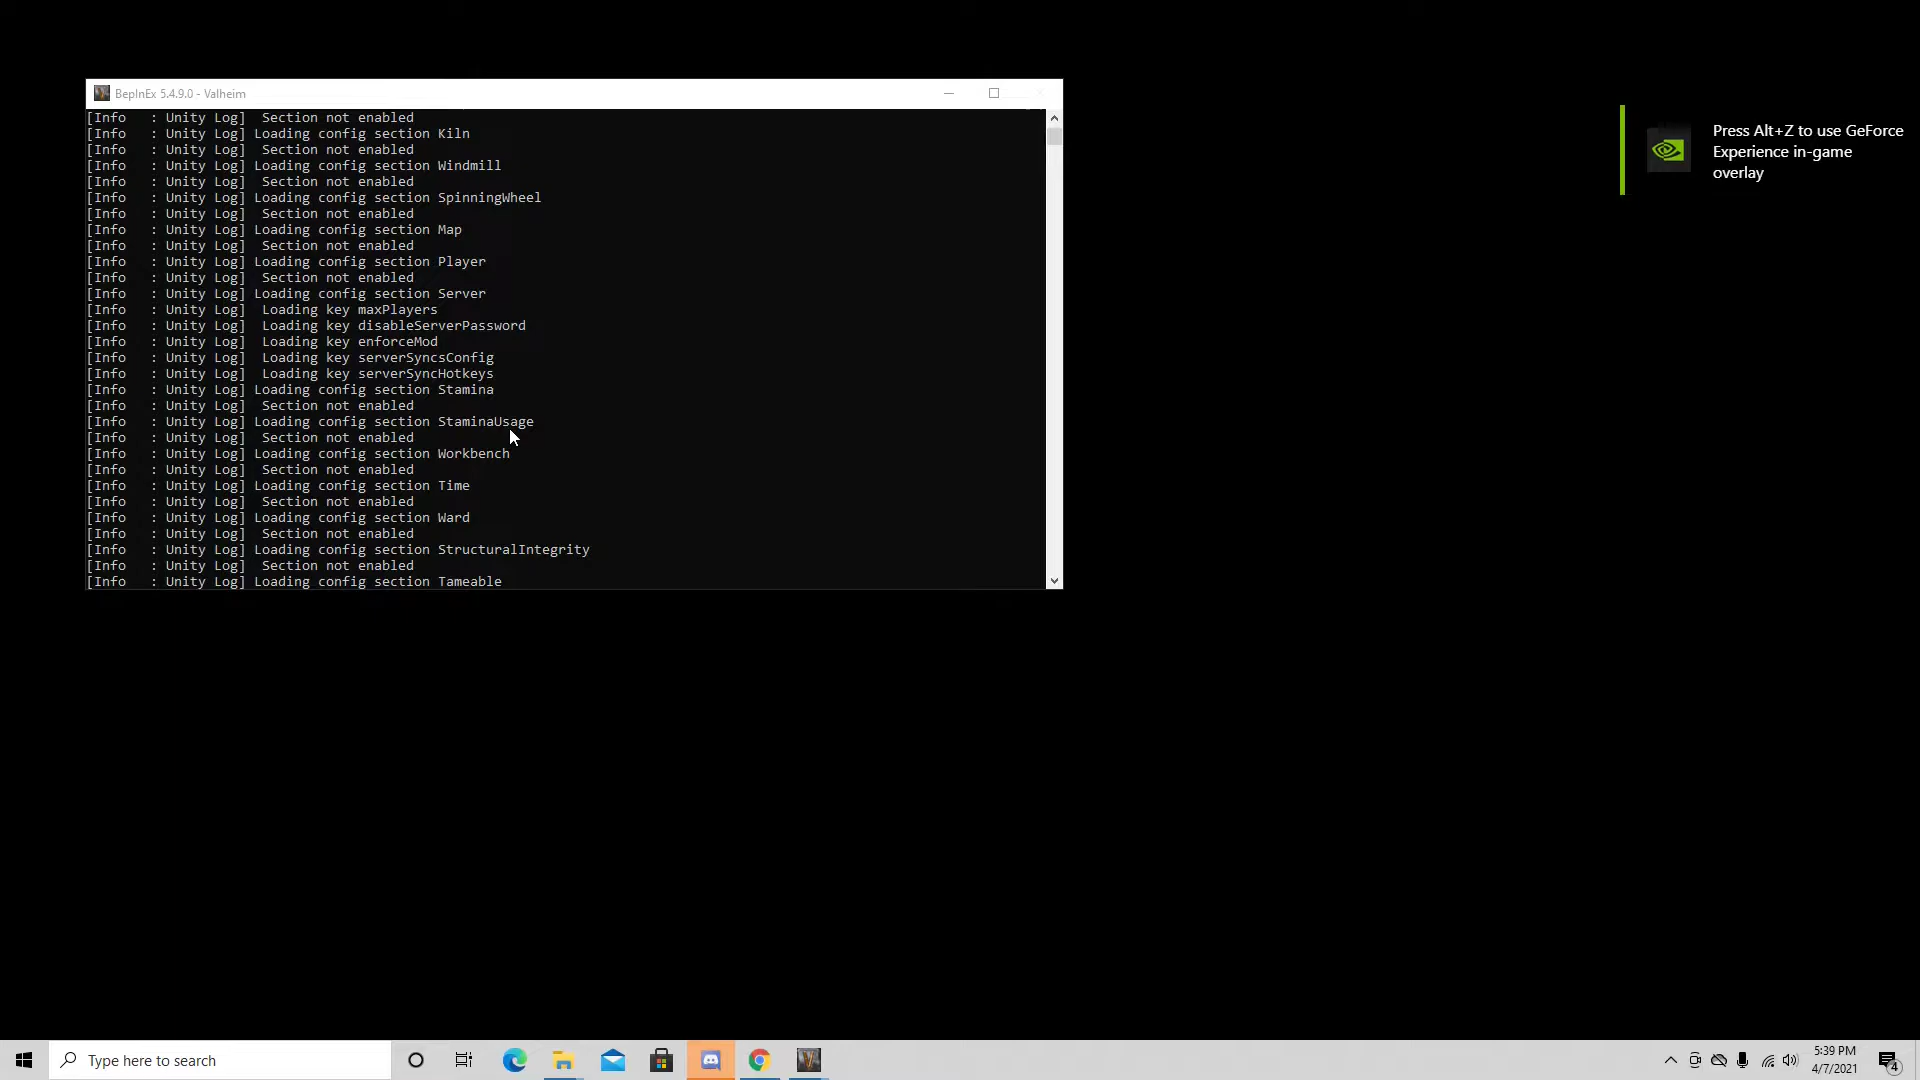 BepInEx 5.4.9.0 - Valheim
[Info   : Unity Log]  Section not enabled
[Info   : Unity Log] Loading config section Kiln
[Info   : Unity Log]  Section not enabled
[Info   : Unity Log] Loading config section Windmill
[Info   : Unity Log]  Section not enabled
[Info   : Unity Log] Loading config section SpinningWheel
[Info   : Unity Log]  Section not enabled
[Info   : Unity Log] Loading config section Map
[Info   : Unity Log]  Section not enabled
[Info   : Unity Log] Loading config section Player
[Info   : Unity Log]  Section not enabled
[Info   : Unity Log] Loading config section Server
[Info   : Unity Log]  Loading key maxPlayers
[Info   : Unity Log]  Loading key disableServerPassword
[Info   : Unity Log]  Loading key enforceMod
[Info   : Unity Log]  Loading key serverSyncsConfig
[Info   : Unity Log]  Loading key serverSyncHotkeys
[Info   : Unity Log] Loading config section Stamina
[Info   : Unity Log]  Section not enabled
[Info   : Unity Log] Loading config section StaminaUsage
[Info   : Unity Log]  Section not enabled
[Info   : Unity Log] Loading config section Workbench
[Info   : Unity Log]  Section not enabled
[Info   : Unity Log] Loading config section Time
[Info   : Unity Log]  Section not enabled
[Info   : Unity Log] Loading config section Ward
[Info   : Unity Log]  Section not enabled
[Info   : Unity Log] Loading config section StructuralIntegrity
[Info   : Unity Log]  Section not enabled
[Info   : Unity Log] Loading config section Tameable
Press Alt+Z to use GeForce
Experience in-game
overlay
Type here to search
5:39 PM
4/7/2021
4